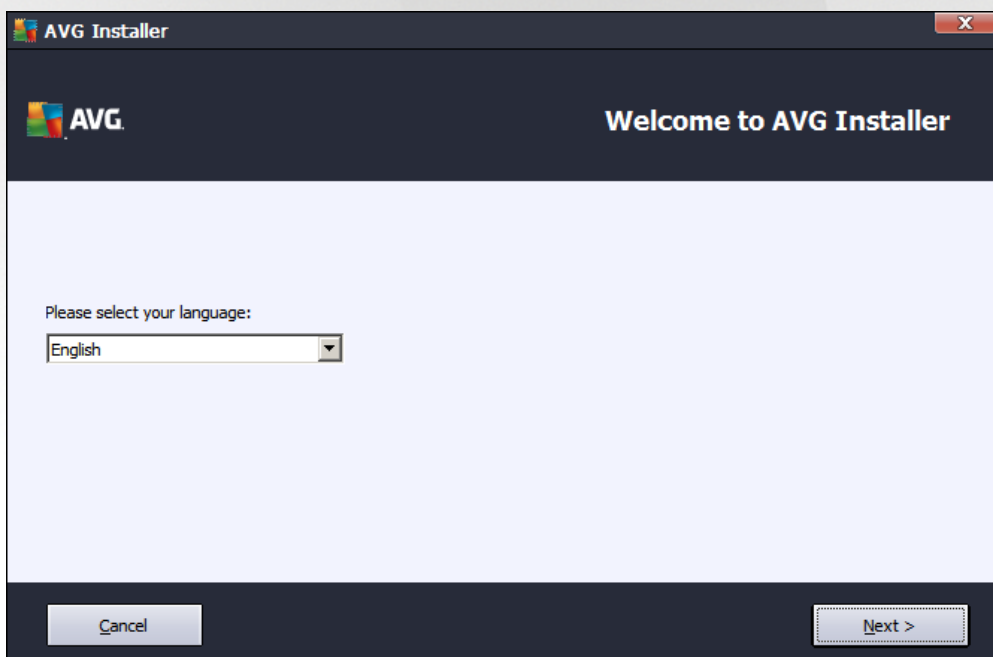 AVG Installer
X
AVG.
Welcome to AVG Installer
Please select your language:
English
Cancel
Next >